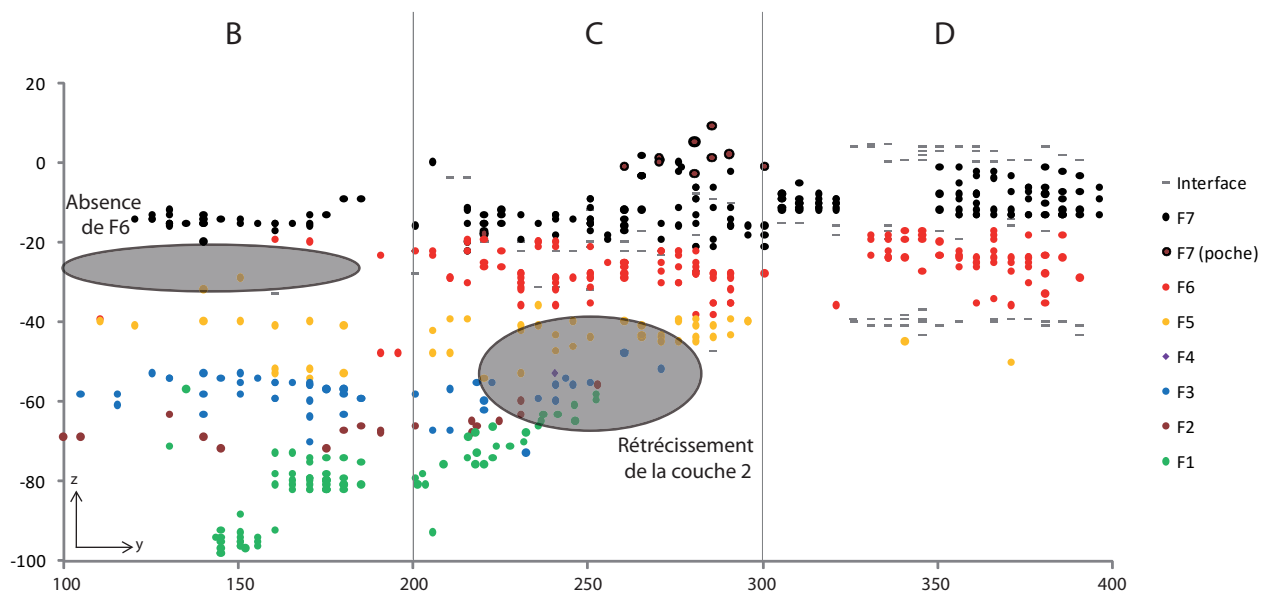 B C D
20
0
-20
-40
-60
-80
-100
100 150 200 250 300 350 400
z
y
Absence
de F6
Rétrécissement
de la couche 2
Interface
F7
F7 (poche)
F6
F5
F4
F3
F2
F1